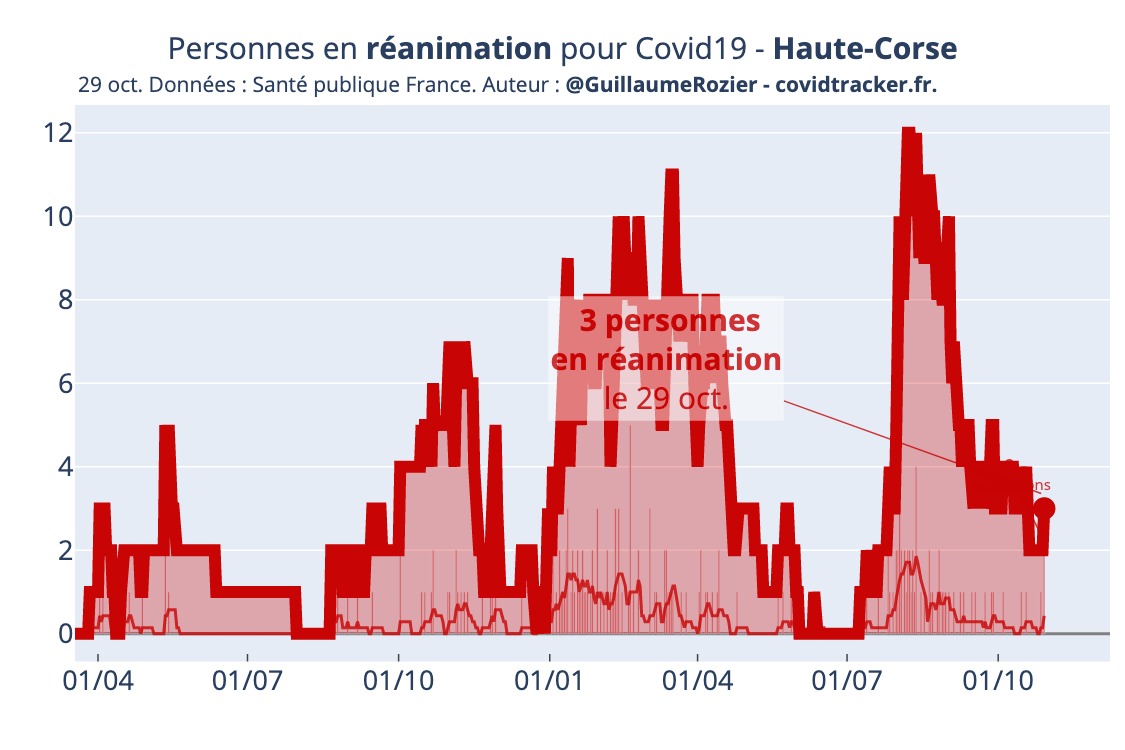 Personnes en réanimation pour Covid19 - Haute-Corse
29 oct. Données : Santé publique France. Auteur : @GuillaumeRozier - covidtracker.fr.
12
10
8
6
4
2
0
3 personnes
en réanimation
le 29 oct.
01/04
01/07
01/10
01/01
01/04
01/07
01/10